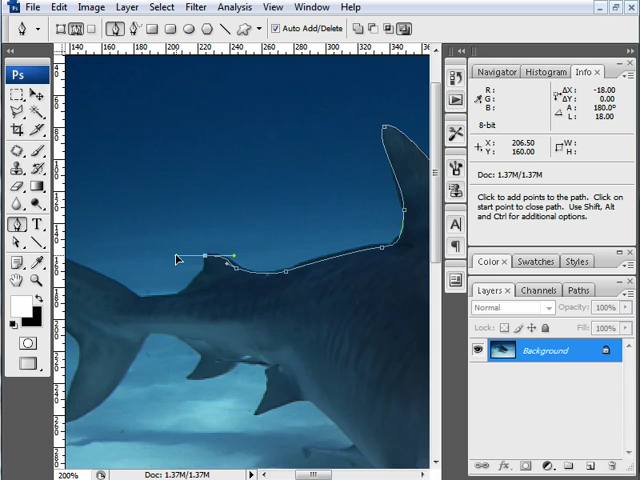 File Edit Image Layer Select Filter Analysis View Window Help
Auto Add/Delete
Ps
140 180 200 220 240 260 280 300 320 340
Navigator Histogram Info
R: ΔX: -18.00
G: ΔY: 0.00
B: A: 180.0°
L: 18.00
8-bit
X: 206.50 W:
Y: 160.00 H:
Doc: 1.37M/1.37M
Click to add points to the path. Click on
start point to close path. Use Shift, Alt
and Ctrl for additional options.
Color Swatches Styles
Layers Channels Paths
Normal Opacity: 100%
Lock: Fill: 100%
Background
200% Doc: 1.37M/1.37M